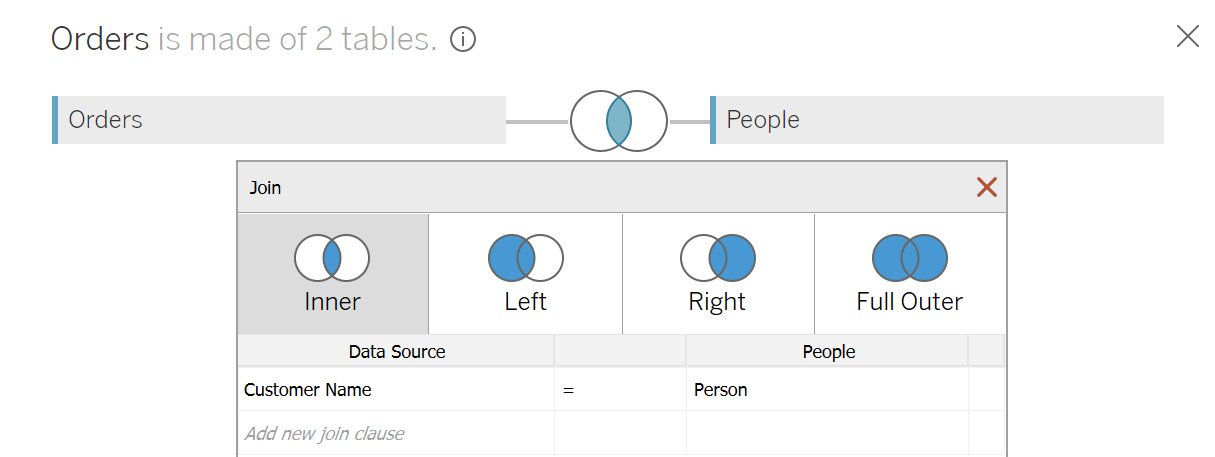 Orders is made of 2 tables.
Orders
People
Join
Inner Left Right Full Outer
Data Source People
Customer Name = Person
Add new join clause